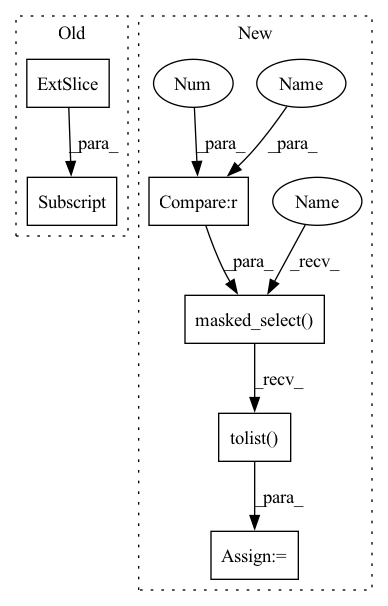 Old
New
ExtSlice
Num
Name
_para_
_para_
_para_
Subscript
Compare:r
Name
_para_
_recv_
masked_select()
_recv_
tolist()
_para_
Assign:=